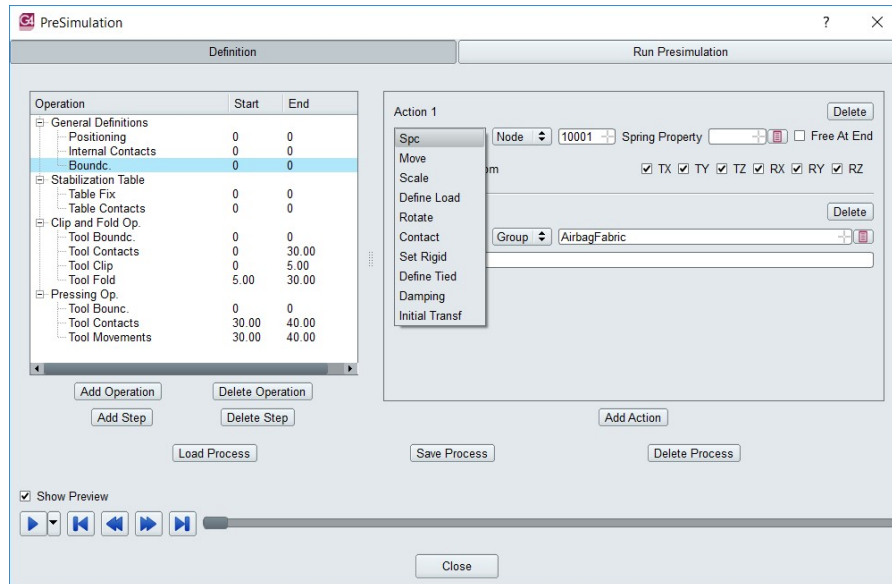 G4 PreSimulation ?
Definition Run Presimulation
Operation Start End
General Definitions
Positioning 0 0
Internal Contacts 0 0
Boundc. 0 0
Stabilization Table
Table Fix 0 0
Table Contacts 0 0
Clip and Fold Op.
Tool Boundc. 0 0
Tool Contacts 0 30.00
Tool Clip 0 5.00
Tool Fold 5.00 30.00
Pressing Op.
Tool Bounc. 0 0
Tool Contacts 30.00 40.00
Tool Movements 30.00 40.00
Add Operation Delete Operation
Add Step Delete Step
Action 1 Delete
Spc Node 10001 Spring Property Free At End
Move
om TX TY TZ RX RY RZ
Scale
Define Load
Delete
Rotate
Contact Group AirbagFabric
Set Rigid
Define Tied
Damping
Initial Transf
Add Action
Load Process Save Process Delete Process
Show Preview
Close